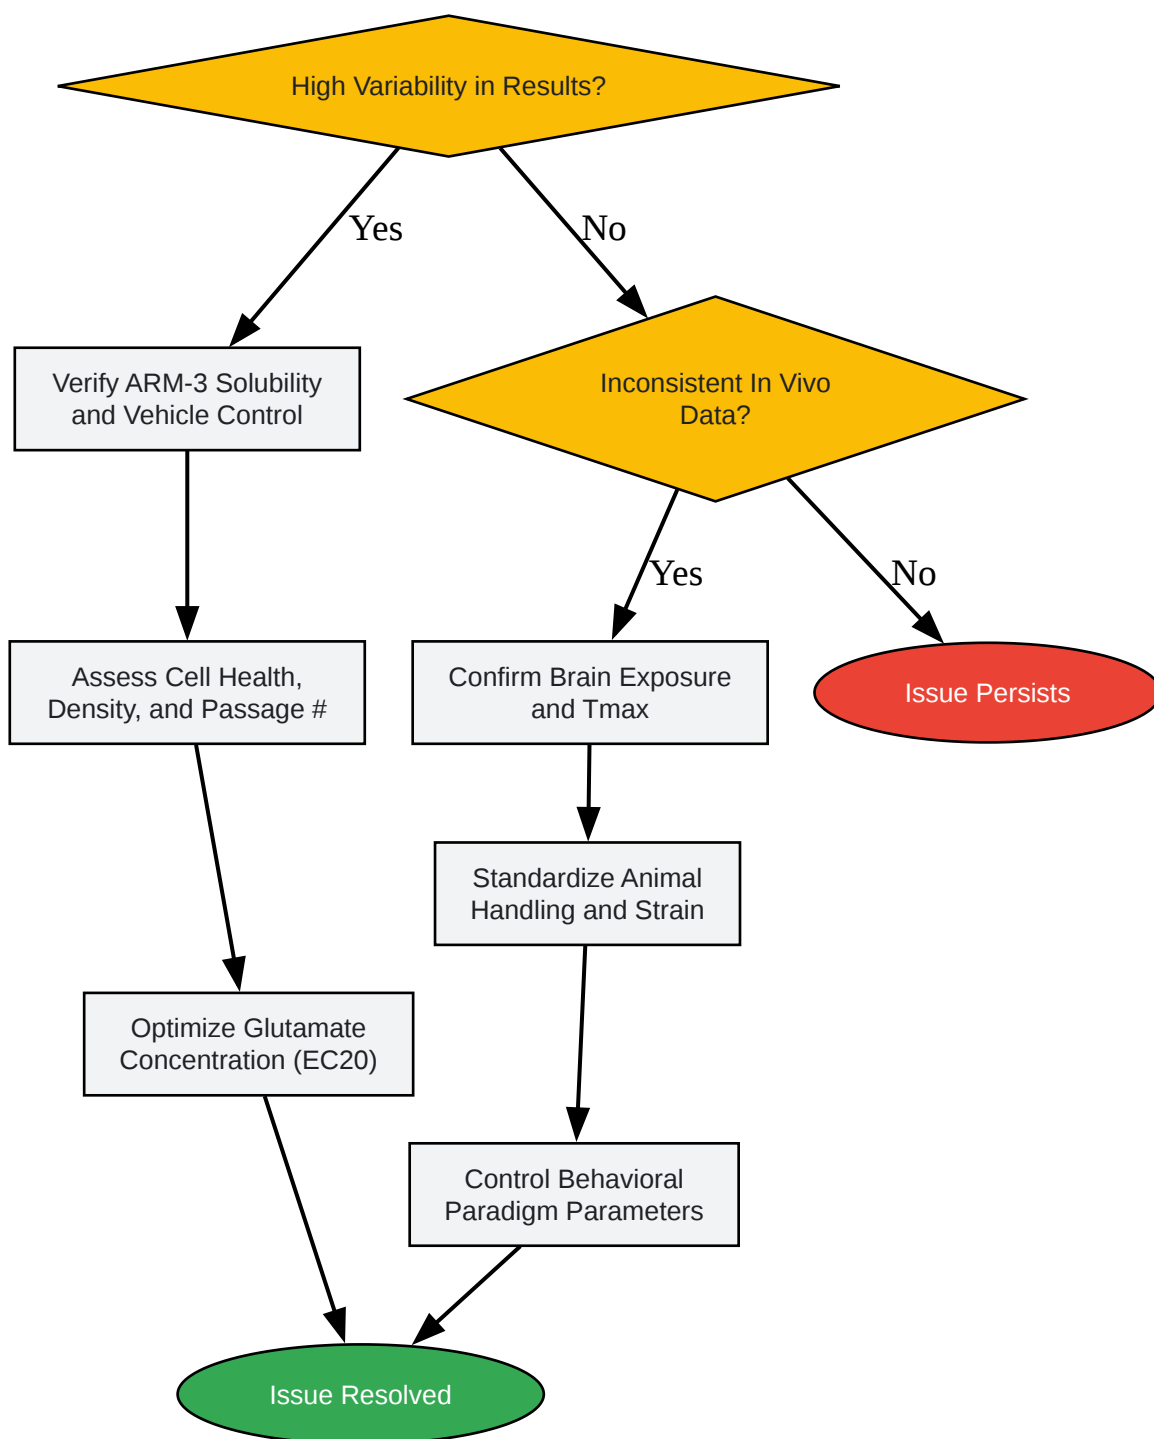 High Variability in Results?
Yes
No
Verify ARM-3 Solubility
and Vehicle Control
Inconsistent In Vivo
Data?
Yes
No
Assess Cell Health,
Density, and Passage #
Confirm Brain Exposure
and Tmax
Issue Persists
Standardize Animal
Handling and Strain
Optimize Glutamate
Concentration (EC20)
Control Behavioral
Paradigm Parameters
Issue Resolved